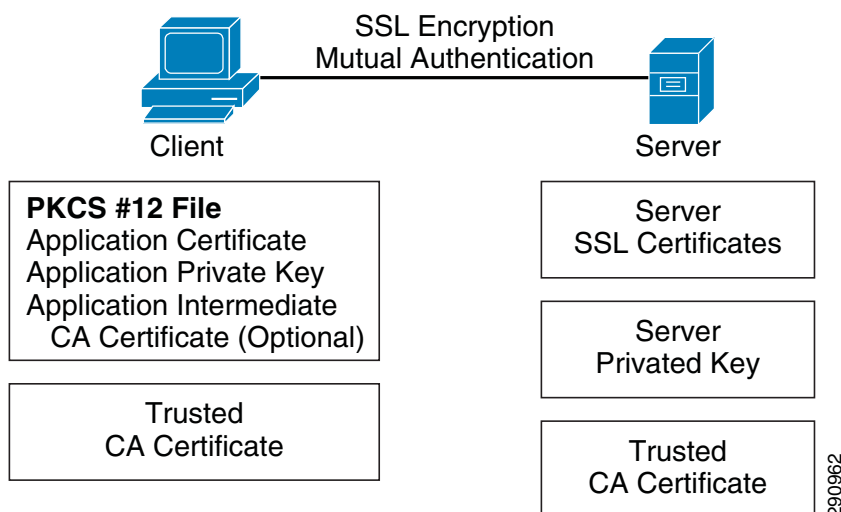 SSL Encryption
Mutual Authentication
Client
Server
PKCS #12 File
Application Certificate
Application Private Key
Application Intermediate
CA Certificate (Optional)
Trusted
CA Certificate
Server
SSL Certificates
Server
Privated Key
Trusted
CA Certificate
290962